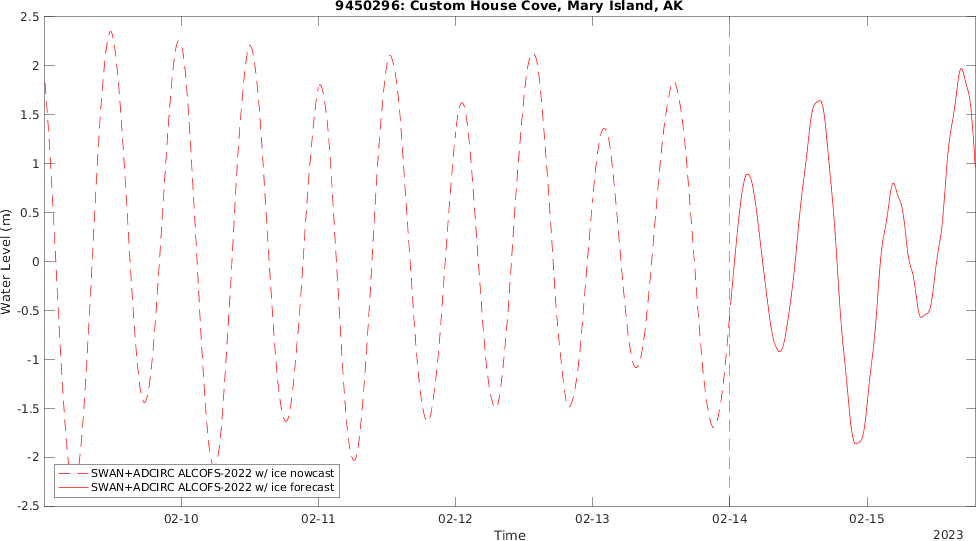 9450296: Custom House Cove, Mary Island, AK
2.5
2
1.5
1
0.5
0
-0.5
-1
-1.5
-2
-2.5
Water Level (m)
SWAN+ADCIRC ALCOFS-2022 w/ ice nowcast
SWAN+ADCIRC ALCOFS-2022 w/ ice forecast
02-10 02-11 02-12 02-13 02-14 02-15
Time
2023